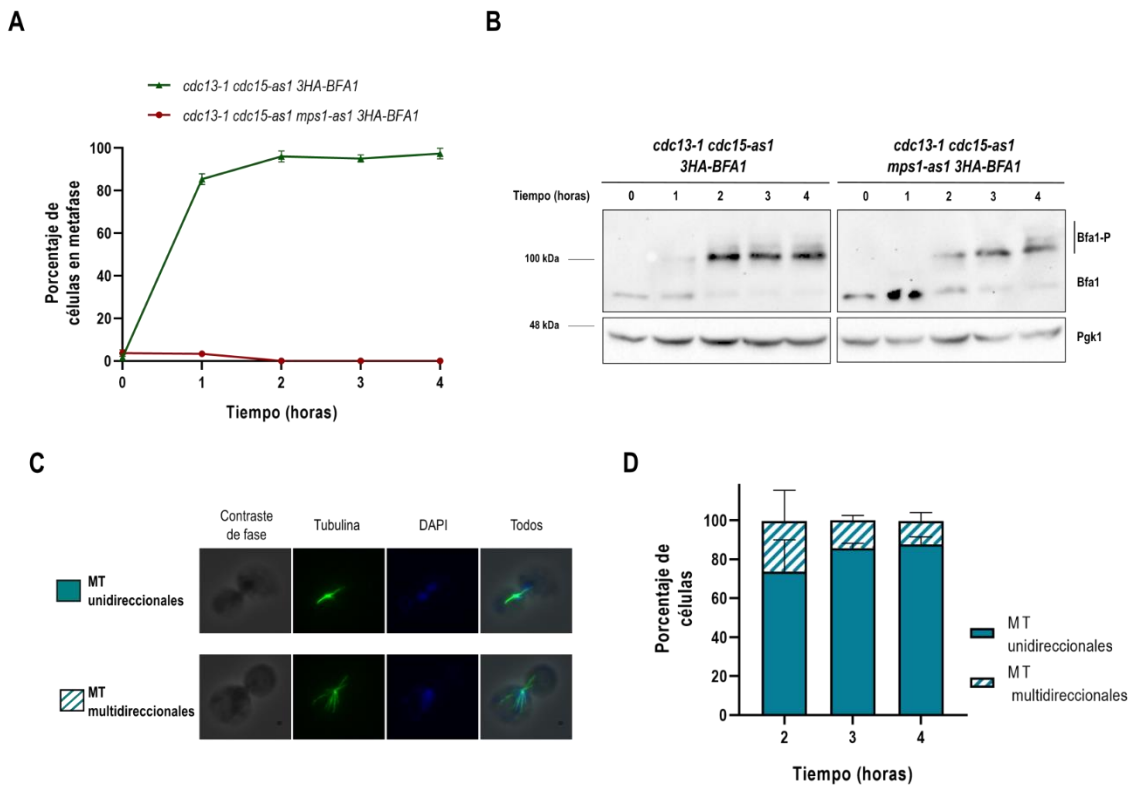 A
cdc13-1 cdc15-as1 3HA-BFA1
cdc13-1 cdc15-as1 mps1-as1 3HA-BFA1
Porcentaje de
células en metafase
100
80
60
40
20
0
0 1 2 3 4
Tiempo (horas)
B
cdc13-1 cdc15-as1
3HA-BFA1
cdc13-1 cdc15-as1
mps1-as1 3HA-BFA1
Tiempo (horas) 0 1 2 3 4 0 1 2 3 4
100 kDa
48 kDa
Bfa1-P
Bfa1
Pgk1
C
Contraste
de fase
Tubulina
DAPI
Todos
MT
unidireccionales
MT
multidireccionales
D
Porcentaje de
células
100
80
60
40
20
0
2 3 4
Tiempo (horas)
MT
unidireccionales
MT
multidireccionales